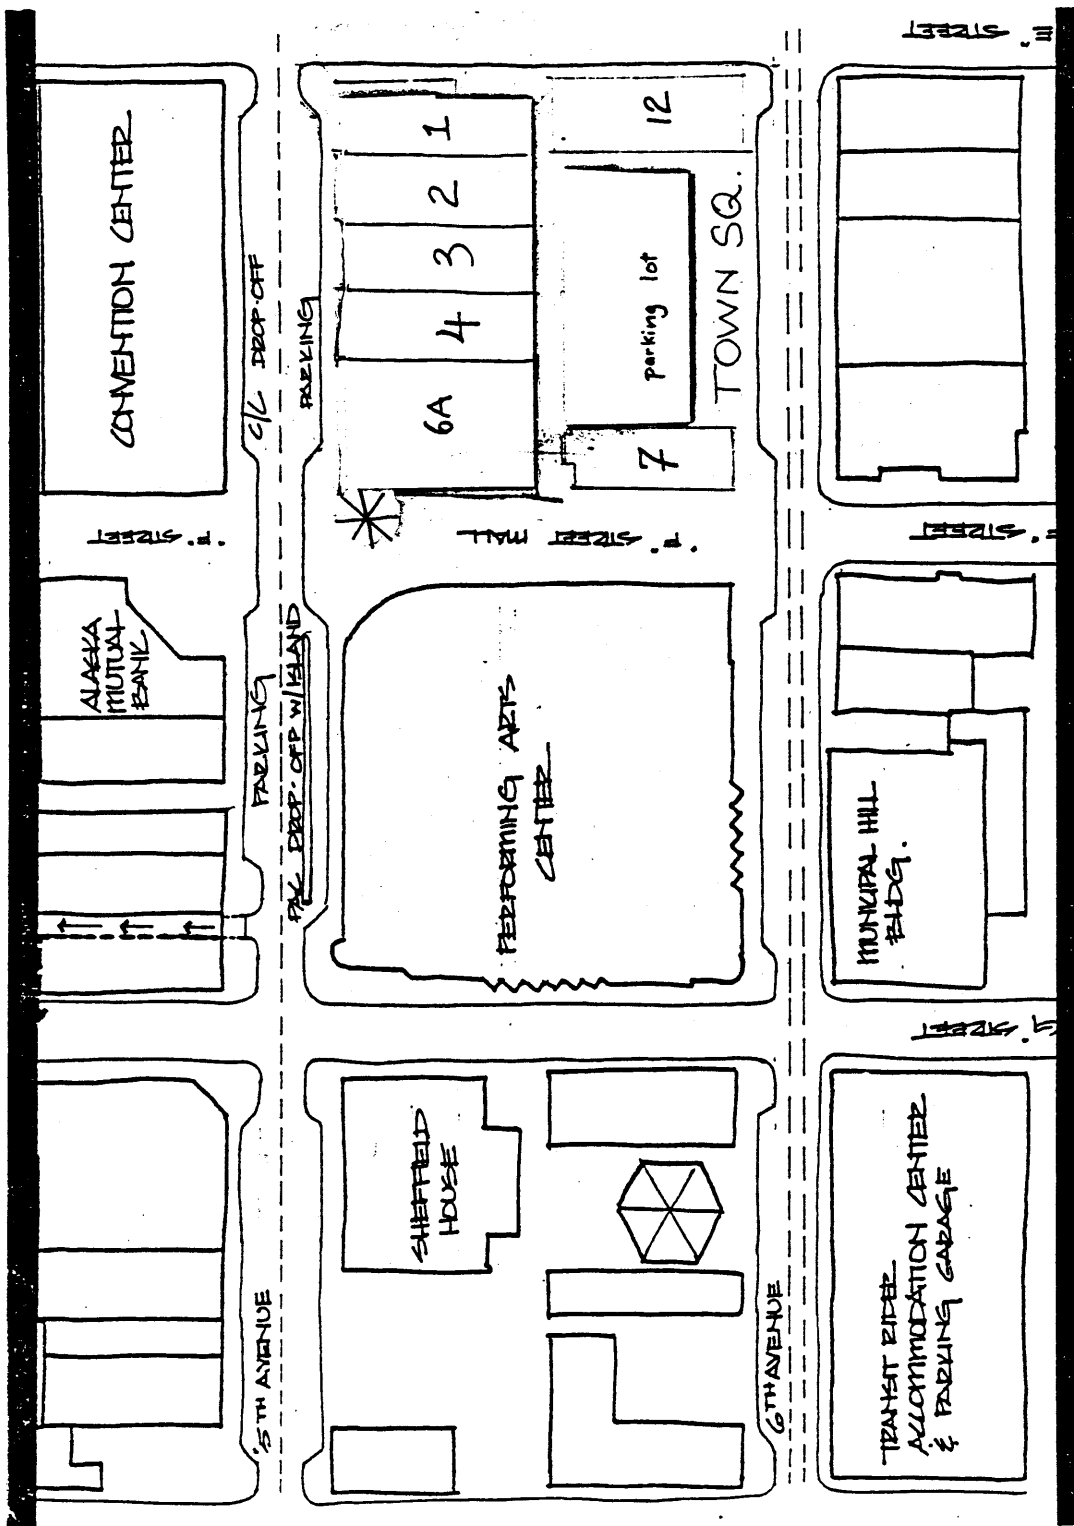 "E" STREET
CONVENTION CENTER
C/C DROP-OFF
PARKING
1
2
3
4
6A
12
parking lot
TOWN SQ.
7
"F" STREET
"F" STREET MALL
"F" STREET
ALASKA
MUTUAL
BANK
PARKING
PAC DROP-OFF W/ISLAND
PERFORMING ARTS
CENTER
MUNICIPAL HILL
BLDG.
"G" STREET
SHEFFIELD
HOUSE
5TH AVENUE
6TH AVENUE
TRANSIT RIDER
ACCOMMODATION CENTER
& PARKING GARAGE